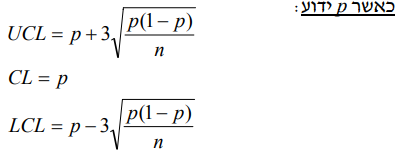 כאשר p ידוע:
UCL = p + 3√(p(1 − p)/n)
CL = p
LCL = p − 3√(p(1 − p)/n)